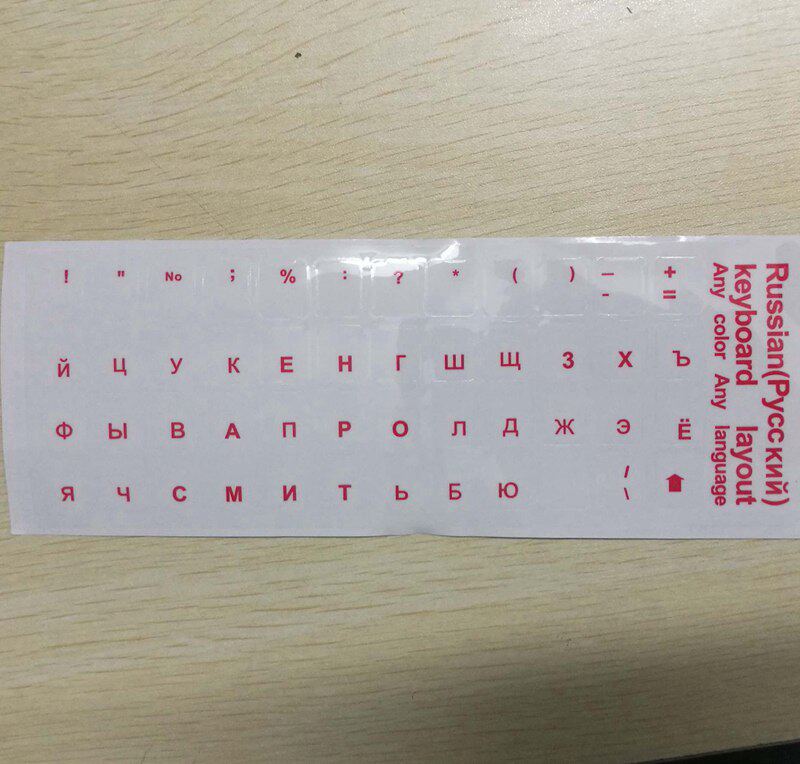 ! " No ; % : ? * ( ) _ - + =
Й Ц У К Е Н Г Ш Щ З Х Ъ
Ф Ы В А П Р О Л Д Ж Э Ё
Я Ч С М И Т Ь Б Ю / \
Russian(Русский)
keyboard layout
Any color Any language